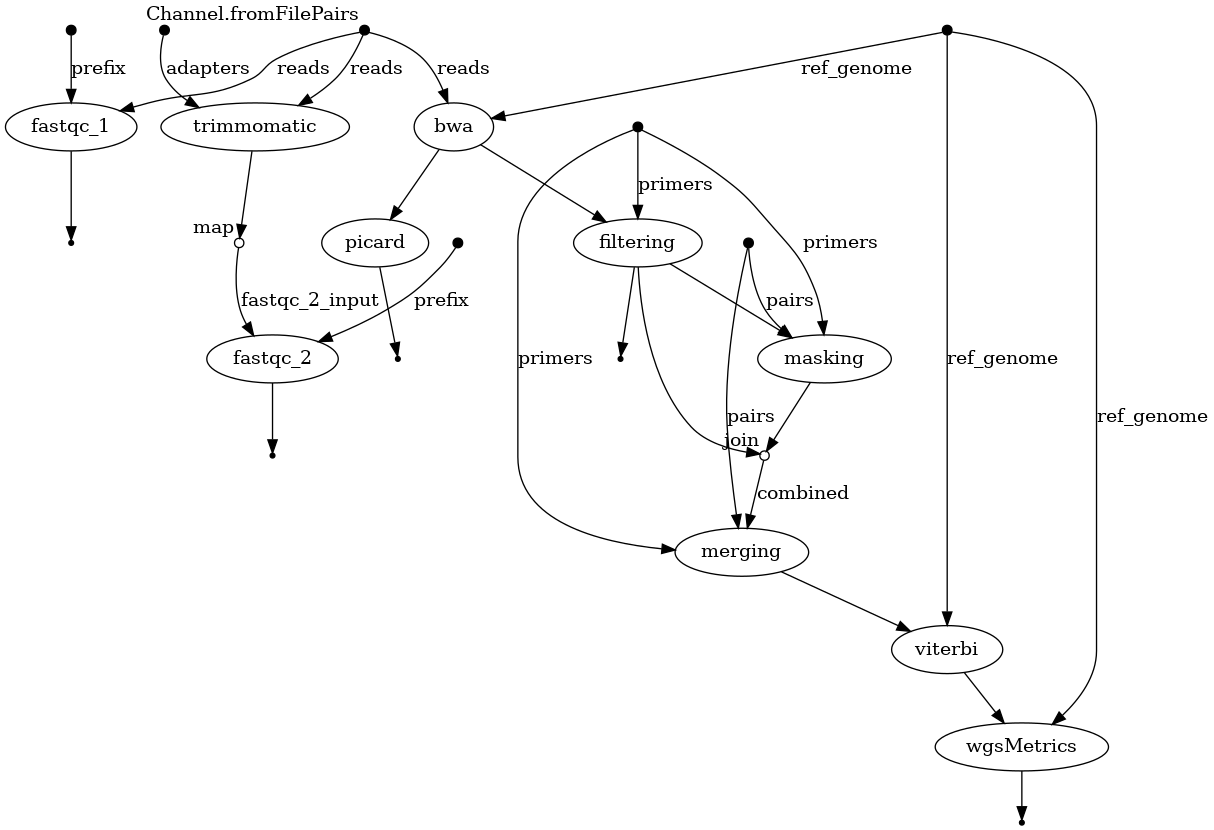 Channel.fromFilePairs
prefix
adapters
reads
reads
reads
ref_genome
fastqc_1
trimmomatic
bwa
primers
map
picard
filtering
primers
fastqc_2_input
prefix
pairs
fastqc_2
primers
masking
ref_genome
pairs
ref_genome
join
combined
merging
viterbi
wgsMetrics